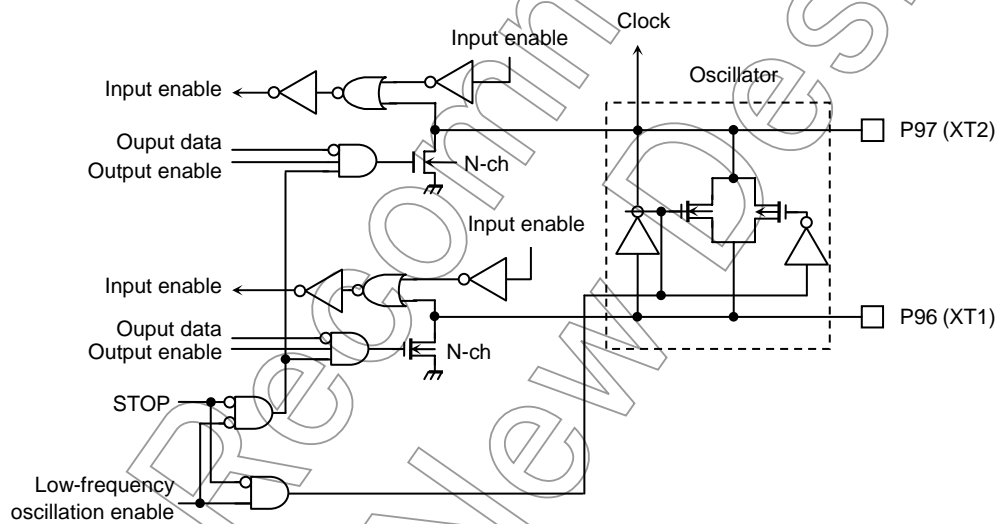 Clock
Input enable
Oscillator
Input enable
P97 (XT2)
Ouput data
Output enable
N-ch
Input enable
Input enable
P96 (XT1)
Ouput data
Output enable
N-ch
STOP
Low-frequency
oscillation enable